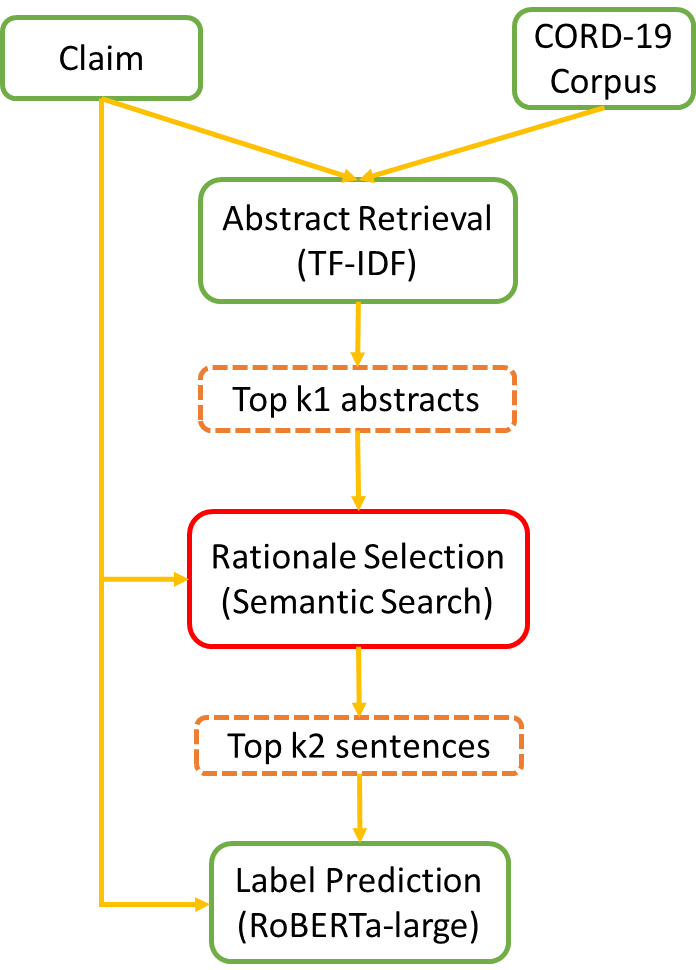 Claim
CORD-19
Corpus
Abstract Retrieval
(TF-IDF)
Top k1 abstracts
Rationale Selection
(Semantic Search)
Top k2 sentences
Label Prediction
(RoBERTa-large)